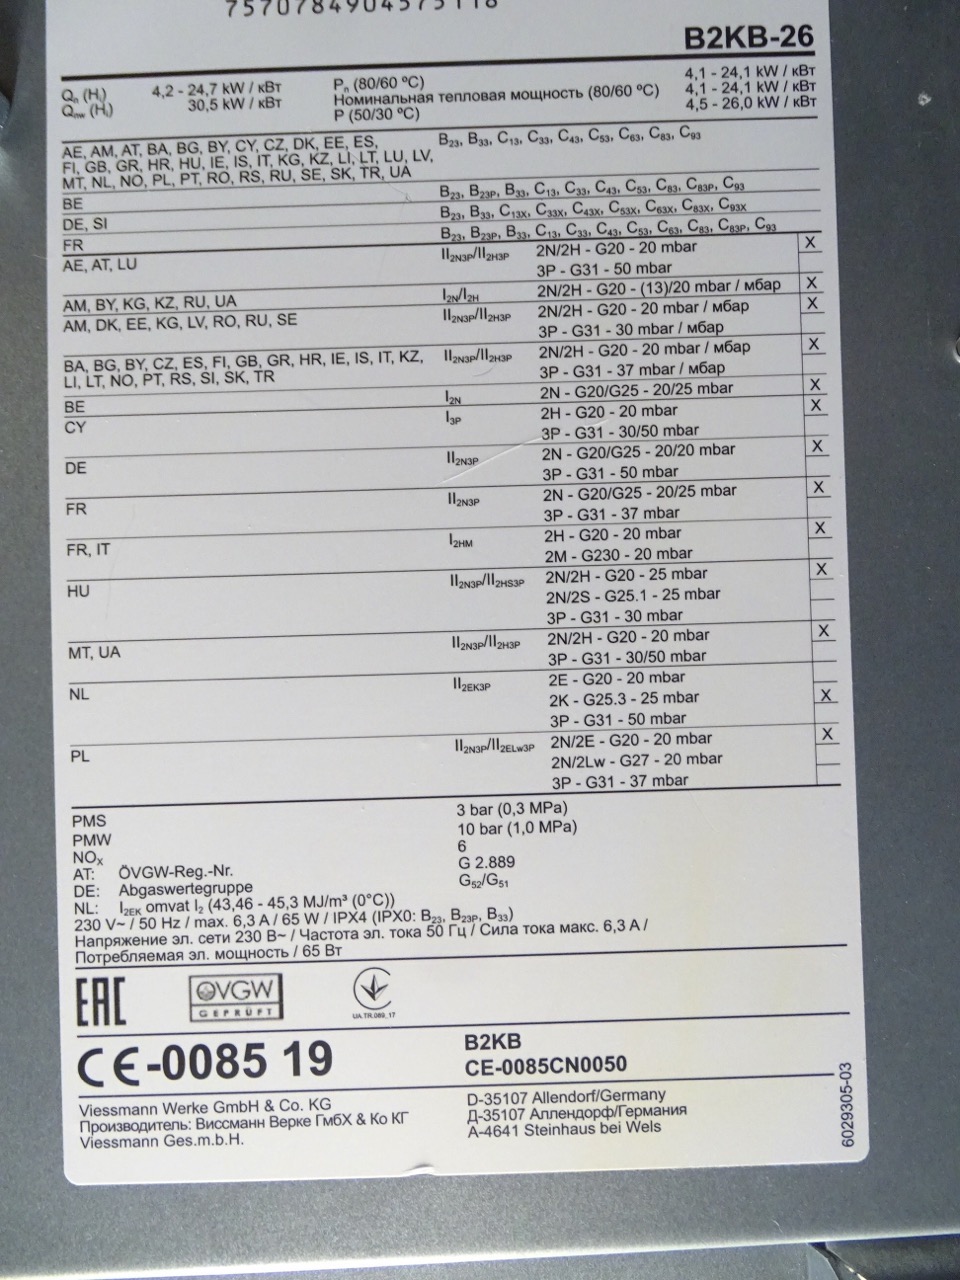 7570784904575118
B2KB-26
Qn (Hi) 4,2 - 24,7 kW / кВт Pn (80/60 ºC) 4,1 - 24,1 kW / кВт
Qnw (Hi) 30,5 kW / кВт Номинальная тепловая мощность (80/60 ºC) 4,1 - 24,1 kW / кВт
P (50/30 ºC) 4,5 - 26,0 kW / кВт
AE, AM, AT, BA, BG, BY, CY, CZ, DK, EE, ES, B23, B33, C13, C33, C43, C53, C63, C83, C93
FI, GB, GR, HR, HU, IE, IS, IT, KG, KZ, LI, LT, LU, LV,
MT, NL, NO, PL, PT, RO, RS, RU, SE, SK, TR, UA
BE B23, B23P, B33, C13, C33, C43, C53, C83, C83P, C93
DE, SI B23, B33, C13X, C33X, C43X, C53X, C63X, C83X, C93X
FR B23, B23P, B33, C13, C33, C43, C53, C63, C83, C83P, C93
AE, AT, LU II2N3P/II2H3P 2N/2H - G20 - 20 mbar X
3P - G31 - 50 mbar
AM, BY, KG, KZ, RU, UA I2N/I2H 2N/2H - G20 - (13)/20 mbar / мбар X
AM, DK, EE, KG, LV, RO, RU, SE II2N3P/II2H3P 2N/2H - G20 - 20 mbar / мбар X
3P - G31 - 30 mbar / мбар
BA, BG, BY, CZ, ES, FI, GB, GR, HR, IE, IS, IT, KZ, II2N3P/II2H3P 2N/2H - G20 - 20 mbar / мбар X
LI, LT, NO, PT, RS, SI, SK, TR 3P - G31 - 37 mbar / мбар
BE I2N 2N - G20/G25 - 20/25 mbar X
CY I3P 2H - G20 - 20 mbar X
3P - G31 - 30/50 mbar
DE II2N3P 2N - G20/G25 - 20/20 mbar X
3P - G31 - 50 mbar
FR II2N3P 2N - G20/G25 - 20/25 mbar X
3P - G31 - 37 mbar
FR, IT I2HM 2H - G20 - 20 mbar X
2M - G230 - 20 mbar
HU II2N3P/II2HS3P 2N/2H - G20 - 25 mbar X
2N/2S - G25.1 - 25 mbar
3P - G31 - 30 mbar
MT, UA II2N3P/II2H3P 2N/2H - G20 - 20 mbar X
3P - G31 - 30/50 mbar
NL II2EK3P 2E - G20 - 20 mbar
2K - G25.3 - 25 mbar X
3P - G31 - 50 mbar
PL II2N3P/II2ELw3P 2N/2E - G20 - 20 mbar X
2N/2Lw - G27 - 20 mbar
3P - G31 - 37 mbar
PMS 3 bar (0,3 MPa)
PMW 10 bar (1,0 MPa)
NOx 6
AT: ÖVGW-Reg.-Nr. G 2.889
DE: Abgaswertegruppe G52/G51
NL: I2EK omvat I2 (43,46 - 45,3 MJ/m³ (0°C))
230 V~ / 50 Hz / max. 6,3 A / 65 W / IPX4 (IPX0: B23, B23P, B33)
Напряжение эл. сети 230 В~ / Частота эл. тока 50 Гц / Сила тока макс. 6,3 А /
Потребляемая эл. мощность / 65 Вт
EAC ÖVGW
GEPRÜFT
UA.TR.089_17
CE-0085 19
B2KB
CE-0085CN0050
Viessmann Werke GmbH & Co. KG D-35107 Allendorf/Germany
Производитель: Виссманн Верке ГмбХ & Ко КГ Д-35107 Аллендорф/Германия
Viessmann Ges.m.b.H. A-4641 Steinhaus bei Wels
6029305-03